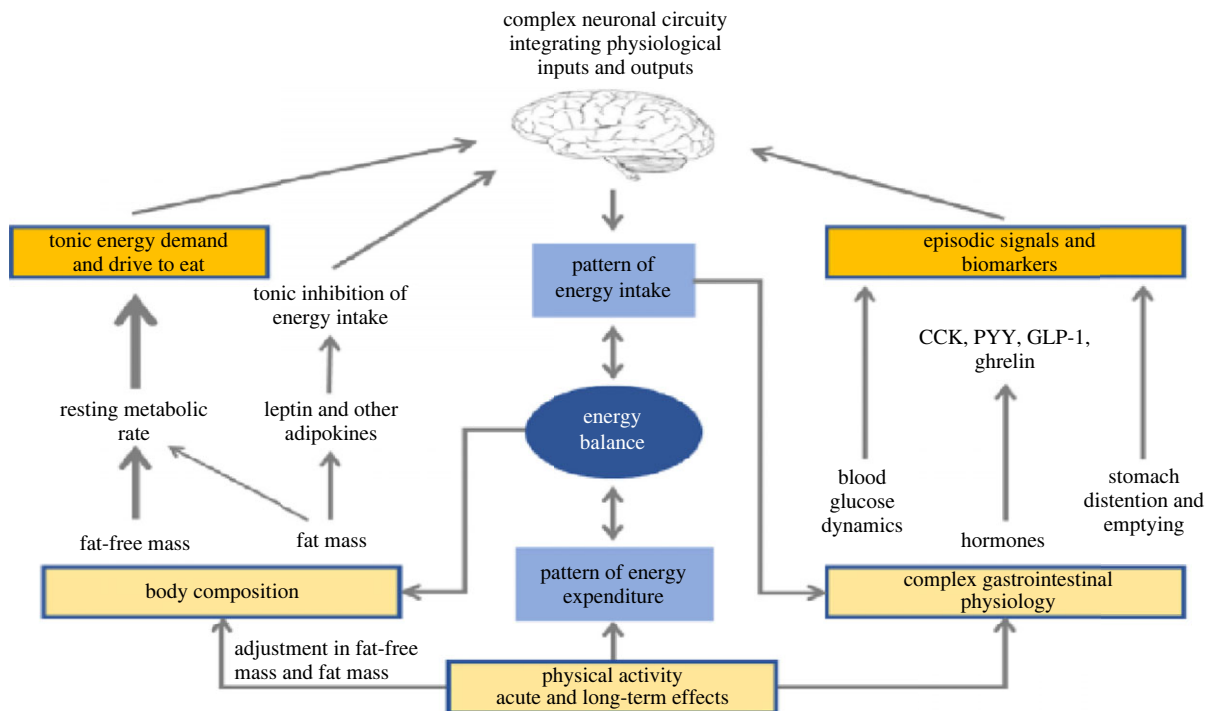 complex neuronal circuity
integrating physiological
inputs and outputs
tonic energy demand
and drive to eat
tonic inhibition of
energy intake
pattern of
energy intake
episodic signals and
biomarkers
CCK, PYY, GLP-1,
ghrelin
resting metabolic
rate
leptin and other
adipokines
energy
balance
blood
glucose
dynamics
stomach
distention and
emptying
fat-free mass
fat mass
hormones
body composition
pattern of energy
expenditure
complex gastrointestinal
physiology
adjustment in fat-free
mass and fat mass
physical activity
acute and long-term effects